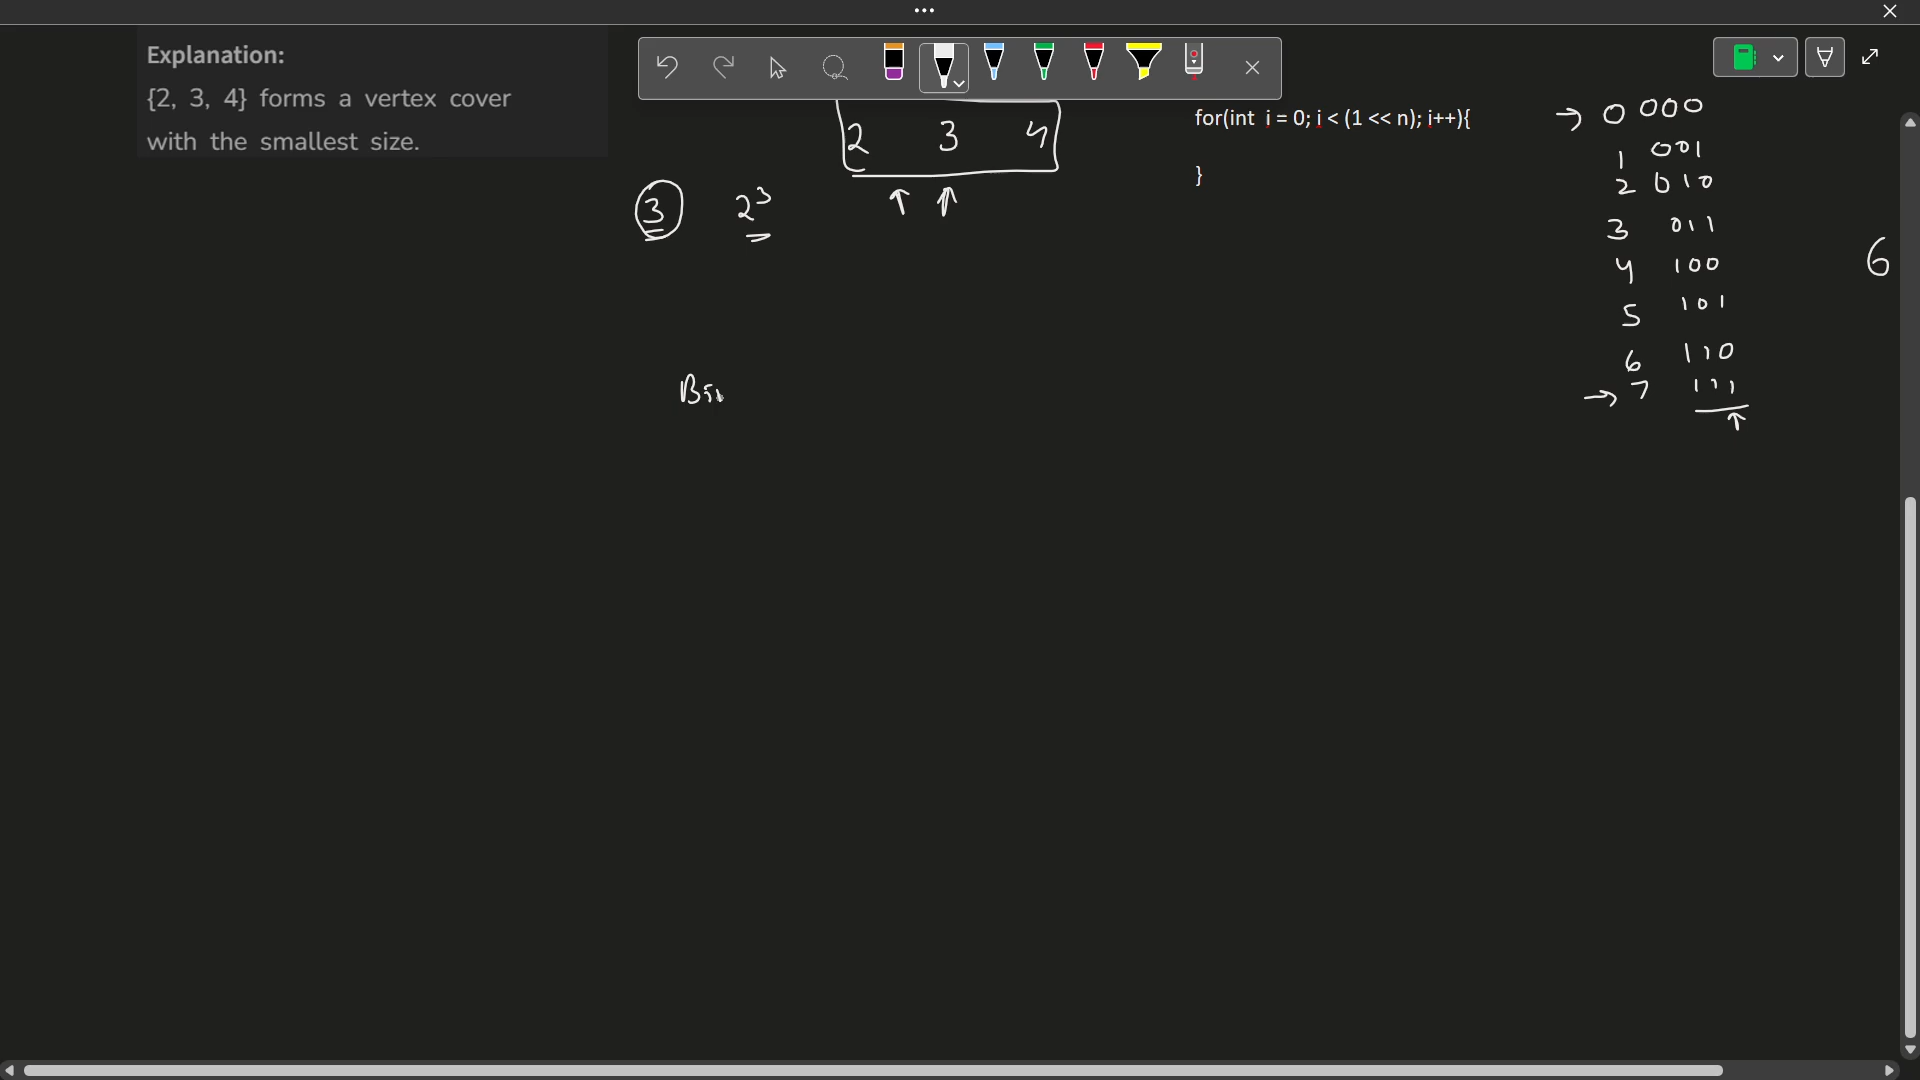 Explanation:
{2, 3, 4} forms a vertex cover
with the smallest size.
2 3 4
3 2³
for(int i = 0; i < (1 << n); i++){
}
→ 0 000
1 001
2 010
3 011
4 100
5 101
6 110
→ 7 111
↑
6